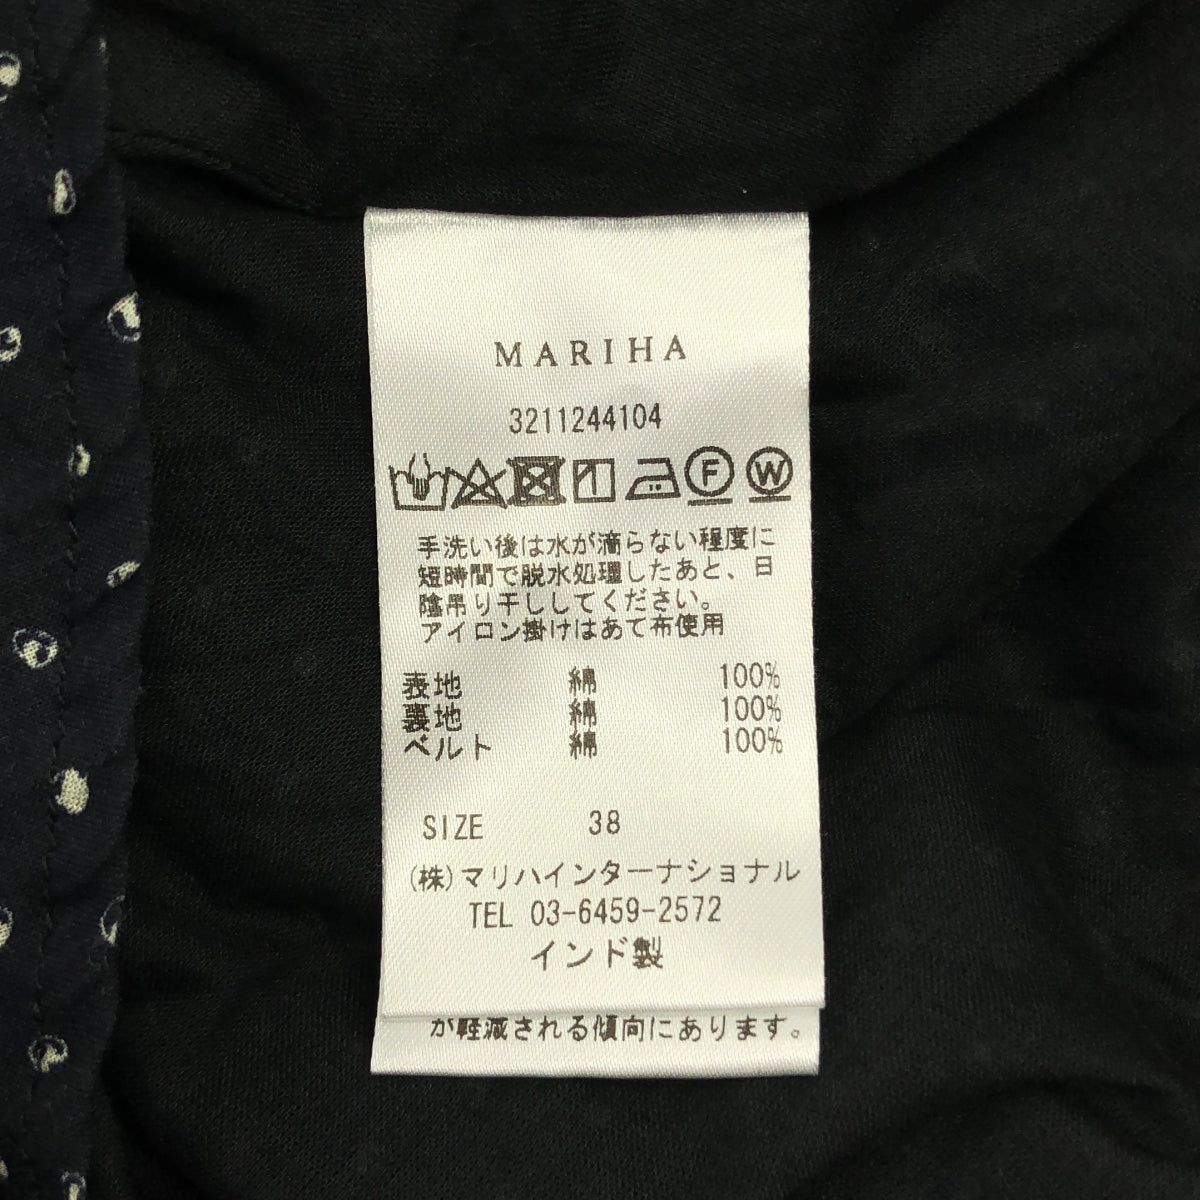 MARIHA
3211244104
F W
手洗い後は水が滴らない程度に
短時間で脱水処理したあと、日
陰吊り干ししてください。
アイロン掛けはあて布使用
表地 綿 100%
裏地 綿 100%
ベルト 綿 100%
SIZE 38
(株)マリハインターナショナル
TEL 03-6459-2572
インド製
が軽減される傾向にあります。